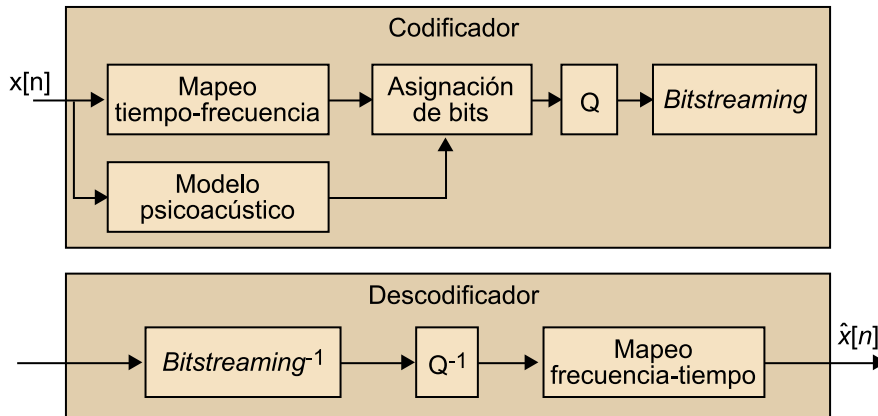 Codificador
x[n]
Mapeo
tiempo-frecuencia
Asignación
de bits
Q
Bitstreaming
Modelo
psicoacústico
Descodificador
Bitstreaming⁻¹
Q⁻¹
Mapeo
frecuencia-tiempo
x̂[n]